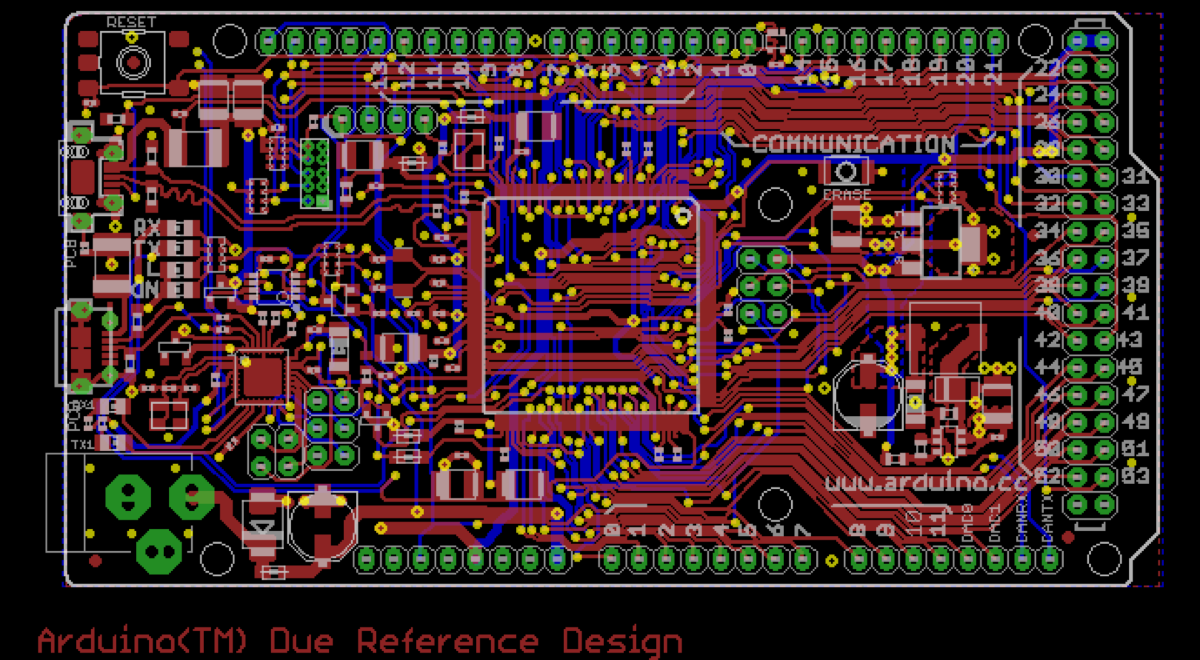 RESET
13 12 11 10 9 8 7 6 5 4 3 2 1 0 14 15 16 17 18 19 20 21
22
24
26
COMMUNICATION
30 31
ERASE
32 33
34 35
36 37
38 39
40 41
42 43
44 45
46 47
48 49
50 51
52 53
RX
TX
L
ON
PCB
RX1
TX1
www.arduino.cc
0 1 2 3 4 5 6 7 8 9 10 11 DAC0 DAC1
Arduino(TM) Due Reference Design